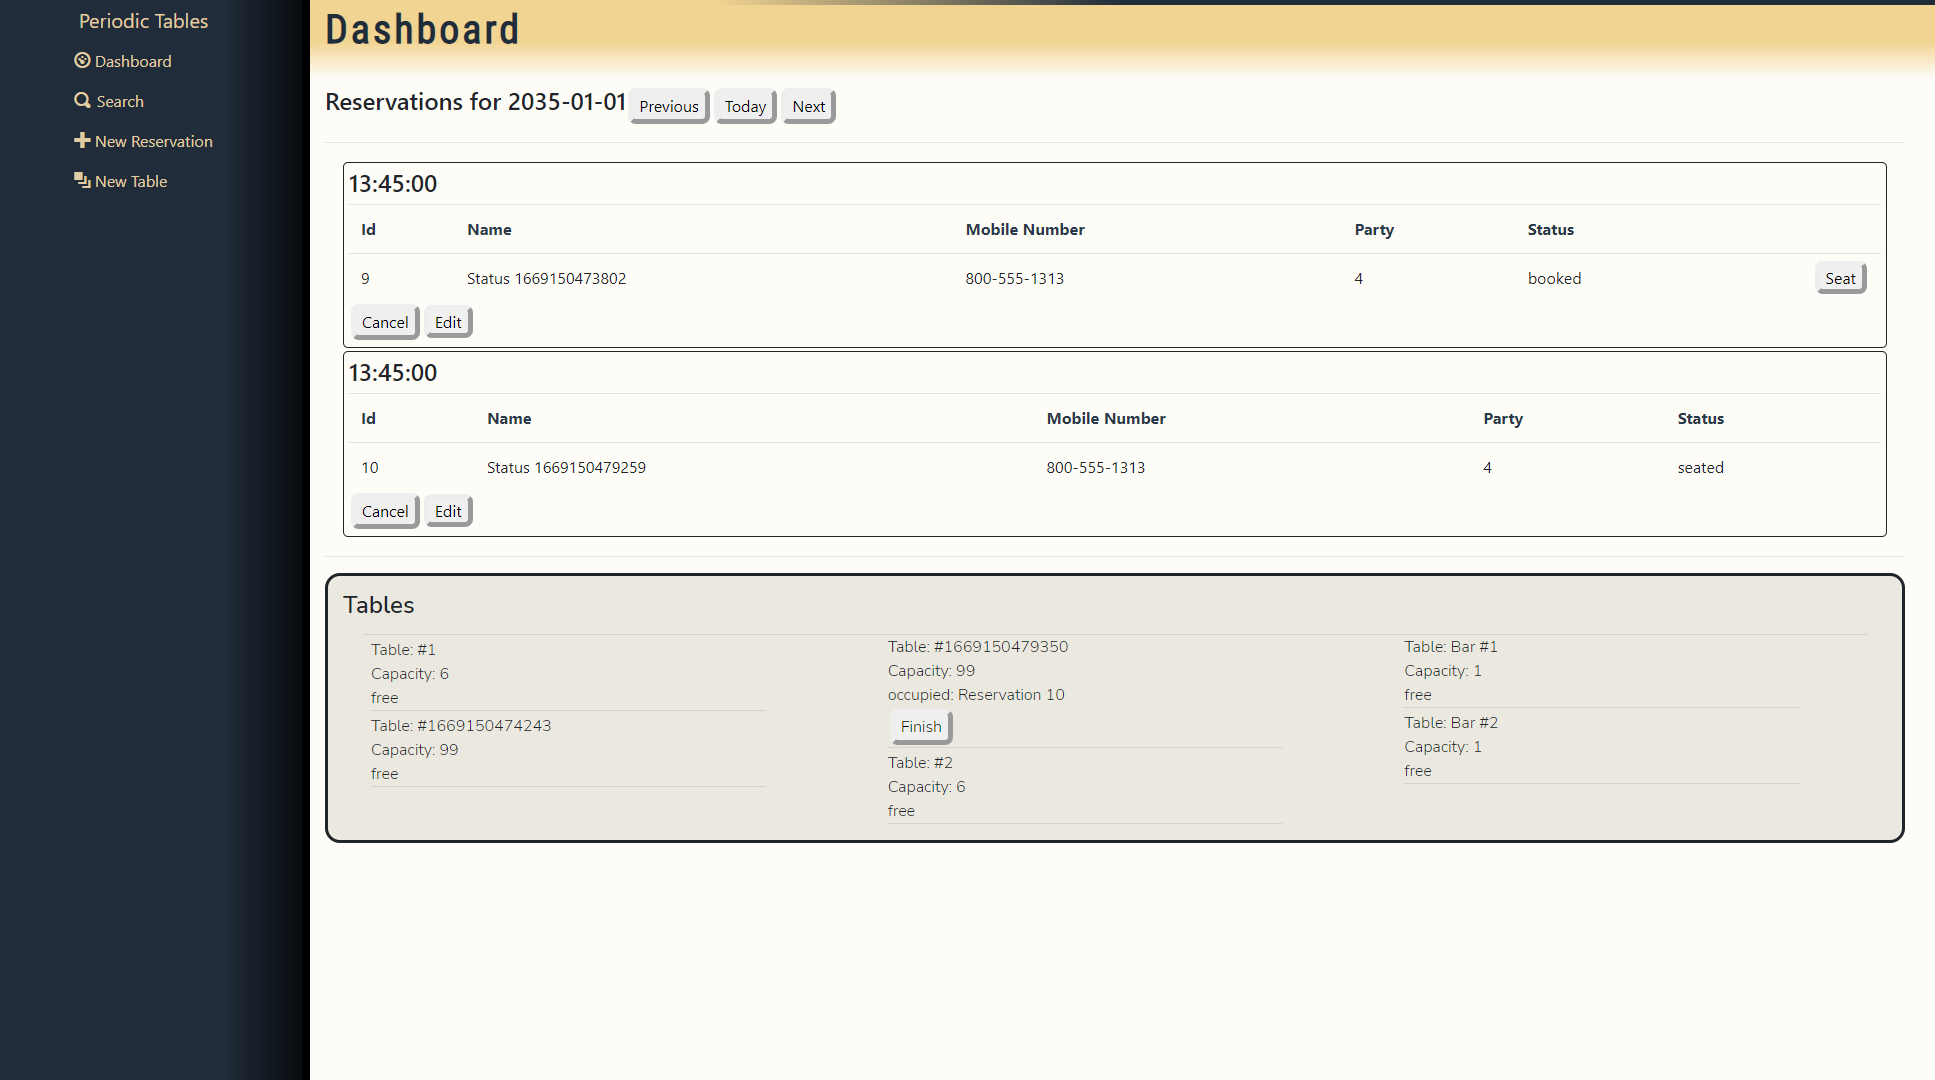 Periodic Tables
Dashboard
Search
New Reservation
New Table
Dashboard
Reservations for 2035-01-01 Previous Today Next
13:45:00
Id Name Mobile Number Party Status
9 Status 1669150473802 800-555-1313 4 booked Seat
Cancel Edit
13:45:00
Id Name Mobile Number Party Status
10 Status 1669150479259 800-555-1313 4 seated
Cancel Edit
Tables
Table: #1
Capacity: 6
free
Table: #1669150474243
Capacity: 99
free
Table: #1669150479350
Capacity: 99
occupied: Reservation 10
Finish
Table: #2
Capacity: 6
free
Table: Bar #1
Capacity: 1
free
Table: Bar #2
Capacity: 1
free